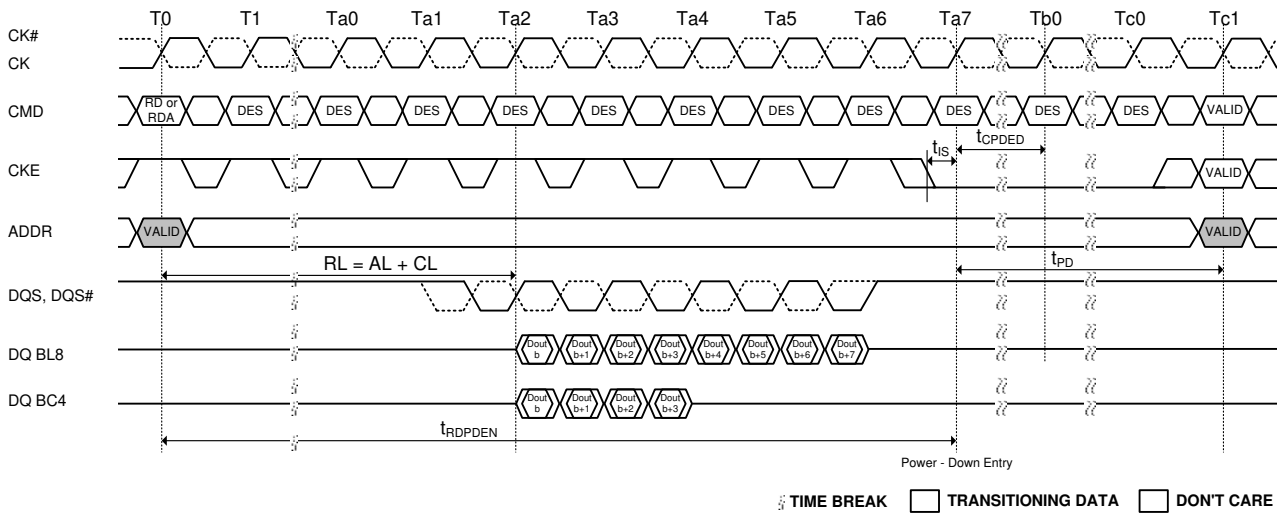 T0 T1 Ta0 Ta1 Ta2 Ta3 Ta4 Ta5 Ta6 Ta7 Tb0 Tc0 Tc1
CK#
CK
CMD RD or RDA DES DES DES DES DES DES DES DES DES DES DES VALID
tIS tCPDED
CKE VALID
ADDR VALID VALID
RL = AL + CL tPD
DQS, DQS#
DQ BL8 Dout b Dout b+1 Dout b+2 Dout b+3 Dout b+4 Dout b+5 Dout b+6 Dout b+7
DQ BC4 Dout b Dout b+1 Dout b+2 Dout b+3
tRDPDEN
Power - Down Entry
TIME BREAK TRANSITIONING DATA DON'T CARE